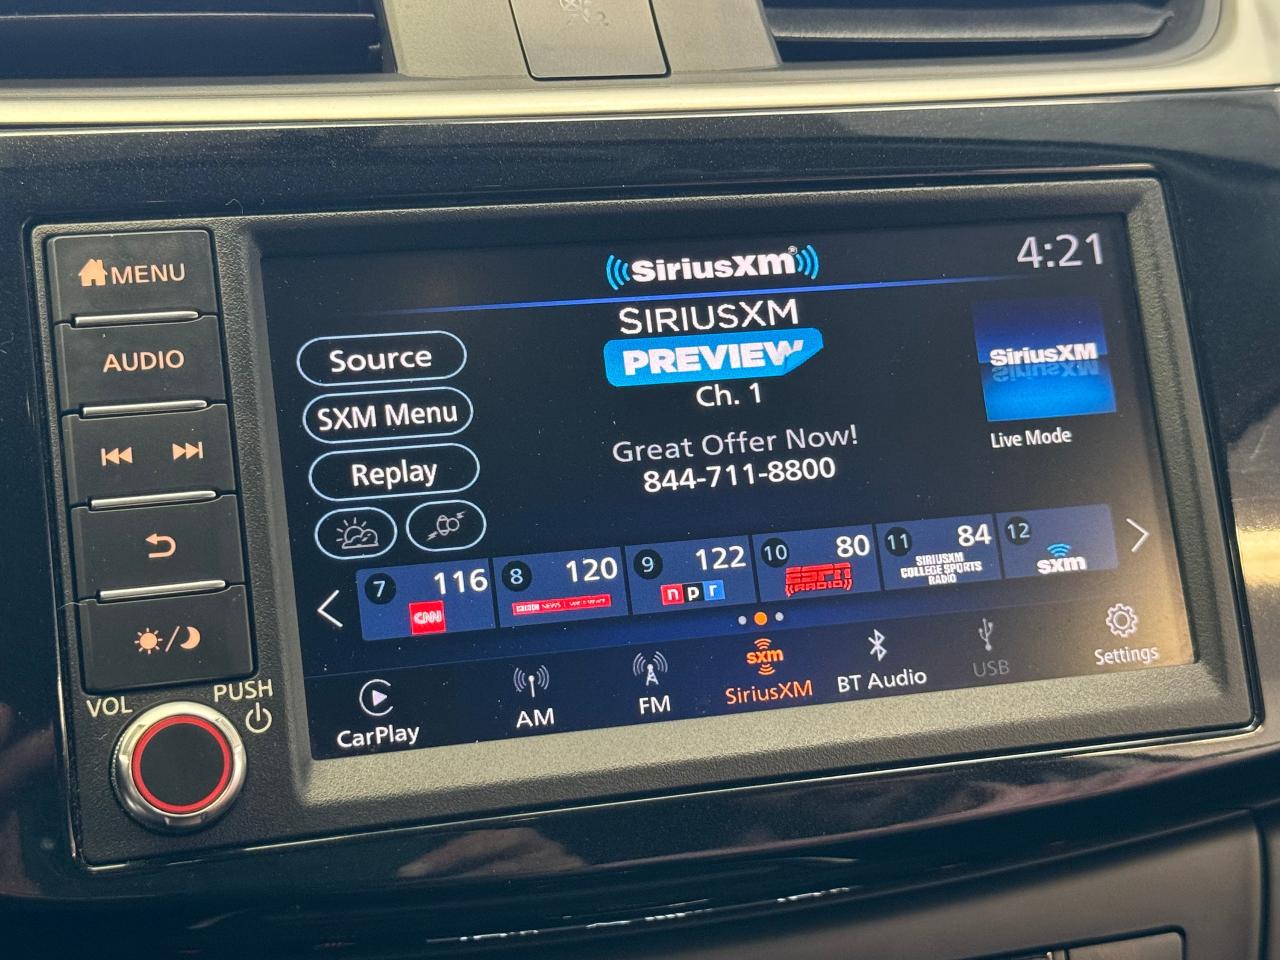 MENU
AUDIO
VOL
PUSH
SiriusXM®
4:21
Source
SXM Menu
Replay
SIRIUSXM
PREVIEW
Ch. 1
Great Offer Now!
844-711-8800
SiriusXM
Live Mode
7 116 CNN
8 120 BBC NEWS
9 122 npr
10 80 ESPN RADIO
11 84 SIRIUSXM COLLEGE SPORTS RADIO
12 sxm
CarPlay
AM
FM
sxm
SiriusXM
BT Audio
USB
Settings